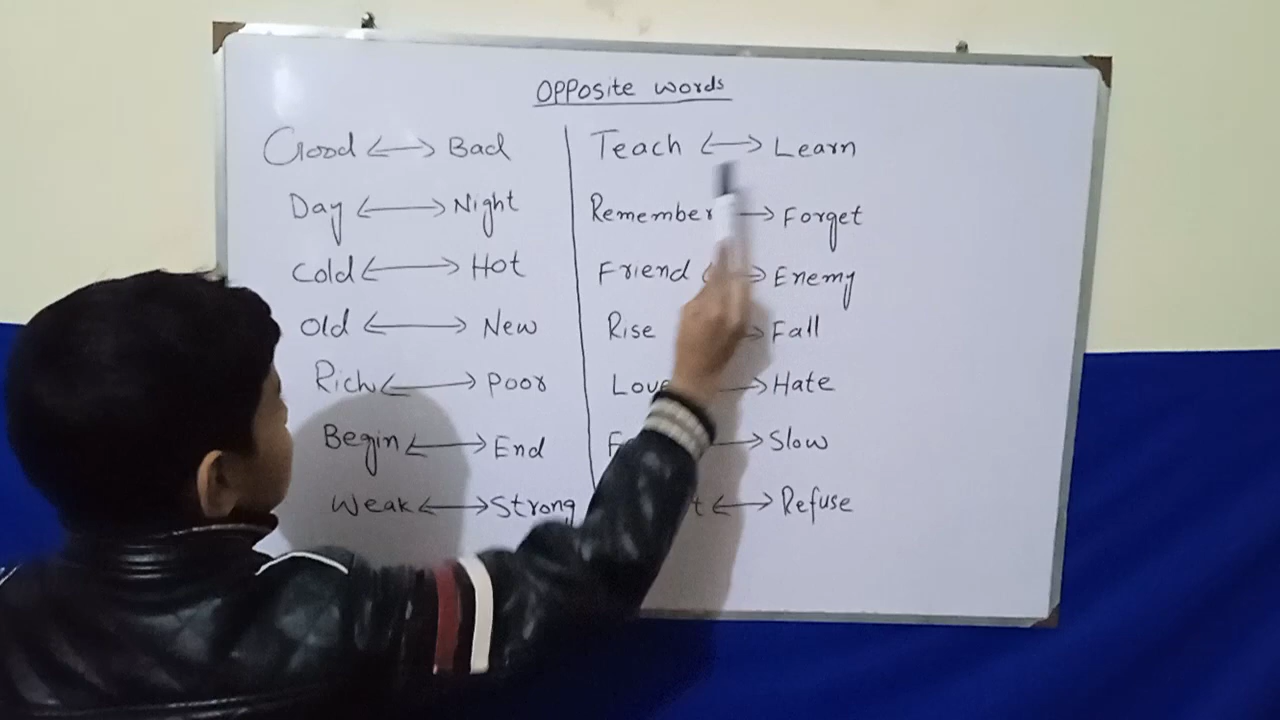 Opposite words
Good <--> Bad
Day <--> Night
Cold <--> Hot
Old <--> New
Rich <--> Poor
Begin <--> End
Weak <--> Strong
Teach <--> Learn
Remember --> Forget
Friend <--> Enemy
Rise --> Fall
Love --> Hate
--> Slow
<--> Refuse